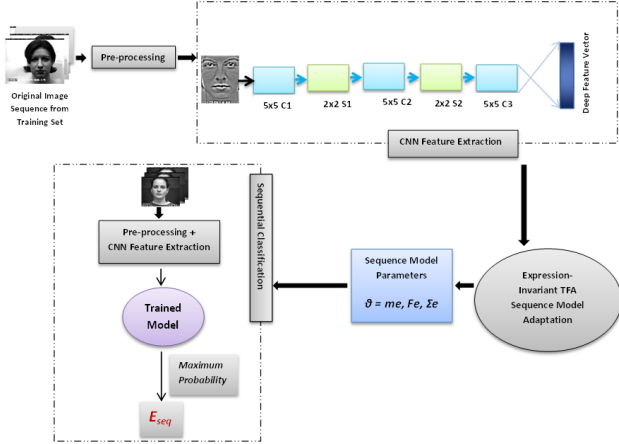 Pre-processing
Original Image
Sequence from
Training Set
5x5 C1
2x2 S1
5x5 C2
2x2 S2
5x5 C3
Deep Feature Vector
CNN Feature Extraction
Expression-
Invariant TFA
Sequence Model
Adaptation
Sequence Model
Parameters
ϑ = me, Fe, Σe
Sequential Classification
Pre-processing +
CNN Feature Extraction
Trained
Model
Maximum
Probability
E_seq